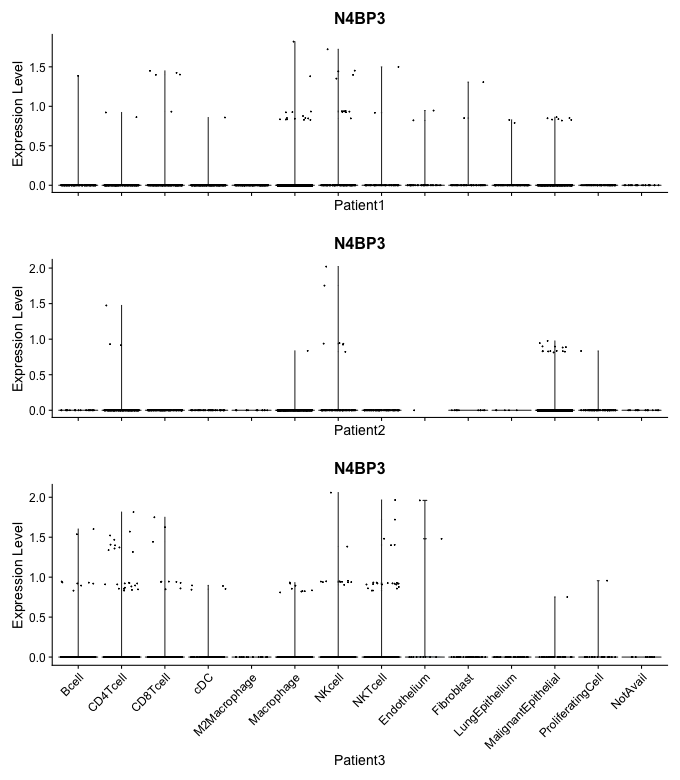 N4BP3
Expression Level
1.5
1.0
0.5
0.0
Patient1
N4BP3
Expression Level
2.0
1.5
1.0
0.5
0.0
Patient2
N4BP3
Expression Level
2.0
1.5
1.0
0.5
0.0
Bcell
CD4Tcell
CD8Tcell
cDC
M2Macrophage
Macrophage
NKcell
NKTcell
Endothelium
Fibroblast
LungEpithelium
MalignantEpithelial
ProliferatingCell
NotAvail
Patient3